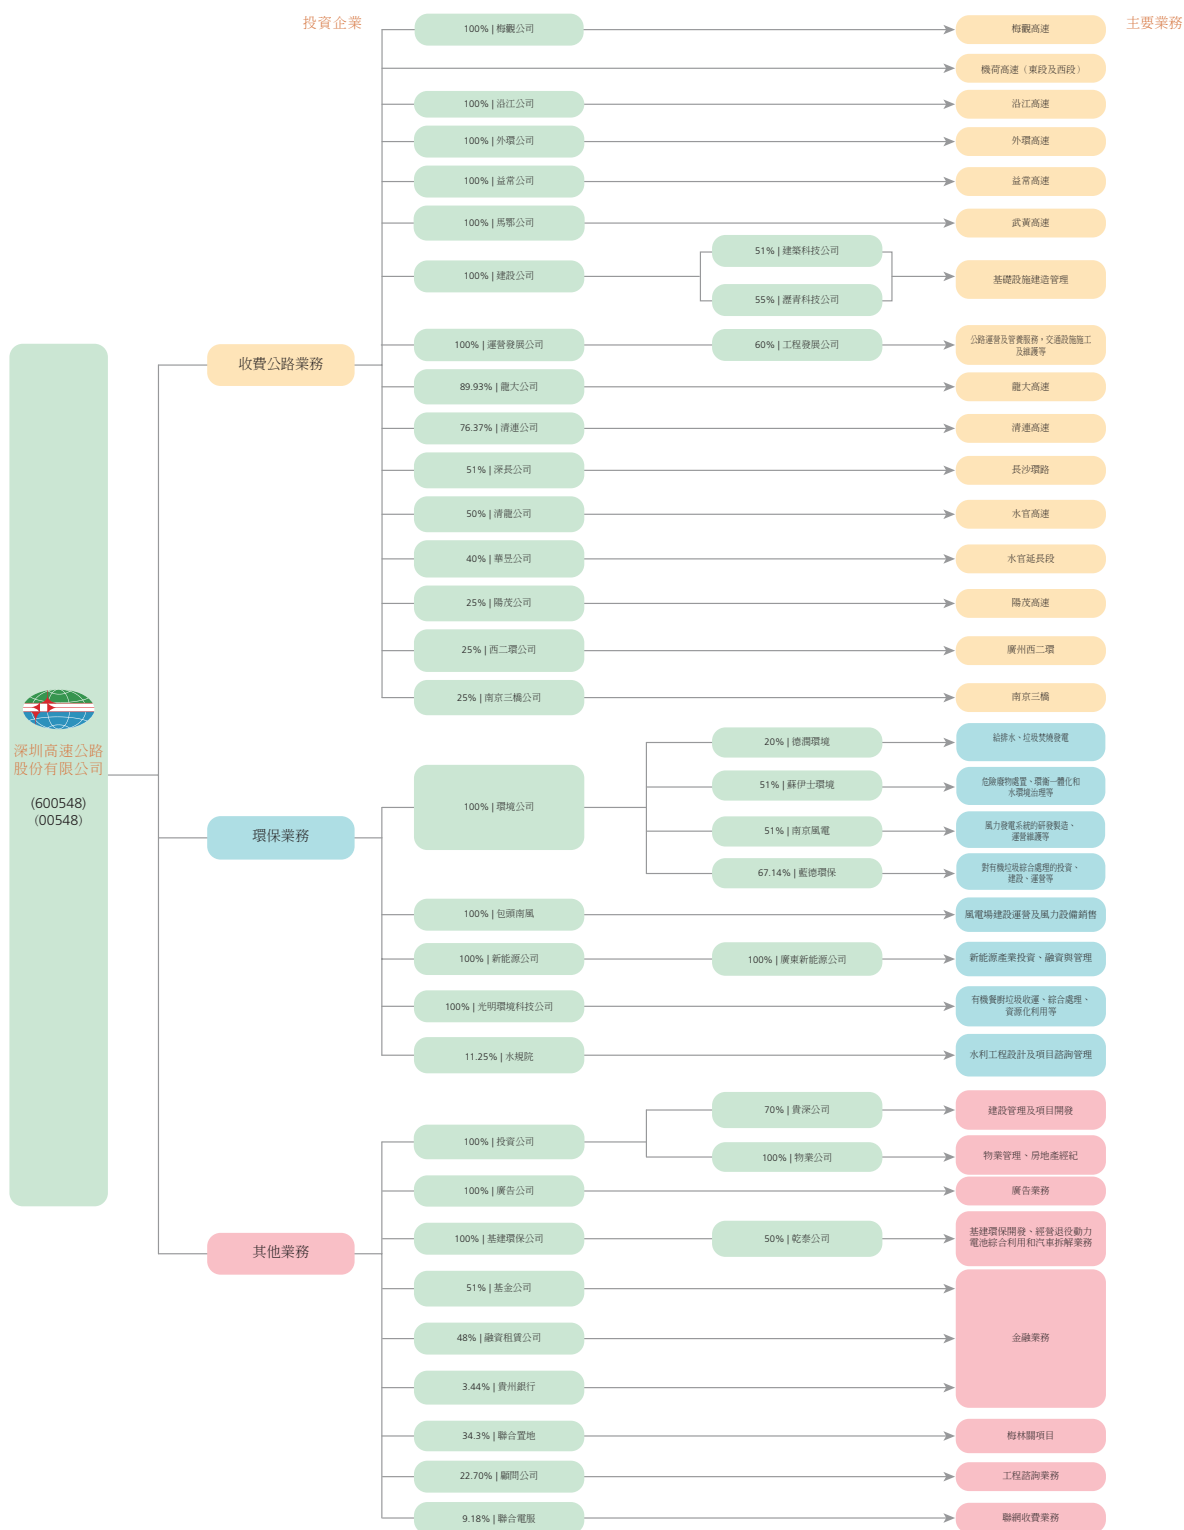 投資企業
主要業務
深圳高速公路
股份有限公司
(600548)
(00548)
收費公路業務
100% | 梅觀公司
梅觀高速
機荷高速（東段及西段）
100% | 沿江公司
沿江高速
100% | 外環公司
外環高速
100% | 益常公司
益常高速
100% | 馬鄂公司
武黃高速
100% | 建設公司
51% | 建築科技公司
55% | 瀝青科技公司
基礎設施建造管理
100% | 運營發展公司
60% | 工程發展公司
公路運營及管養服務，交通設施施工
及維護等
89.93% | 龍大公司
龍大高速
76.37% | 清連公司
清連高速
51% | 深長公司
長沙環路
50% | 清龍公司
水官高速
40% | 華昱公司
水官延長段
25% | 陽茂公司
陽茂高速
25% | 西二環公司
廣州西二環
25% | 南京三橋公司
南京三橋
環保業務
100% | 環境公司
20% | 德潤環境
給排水、垃圾焚燒發電
51% | 蘇伊士環境
危險廢物處置、環衛一體化和
水環境治理等
51% | 南京風電
風力發電系統的研發製造、
運營維護等
67.14% | 藍德環保
對有機垃圾綜合處理的投資、
建設、運營等
100% | 包頭南風
風電場建設運營及風力設備銷售
100% | 新能源公司
100% | 廣東新能源公司
新能源產業投資、融資與管理
100% | 光明環境科技公司
有機餐廚垃圾收運、綜合處理、
資源化利用等
11.25% | 水規院
水利工程設計及項目諮詢管理
其他業務
100% | 投資公司
70% | 貴深公司
建設管理及項目開發
100% | 物業公司
物業管理、房地產經紀
100% | 廣告公司
廣告業務
100% | 基建環保公司
50% | 乾泰公司
基建環保開發、經營退役動力
電池綜合利用和汽車拆解業務
51% | 基金公司
48% | 融資租賃公司
金融業務
3.44% | 貴州銀行
34.3% | 聯合置地
梅林關項目
22.70% | 顧問公司
工程諮詢業務
9.18% | 聯合電服
聯網收費業務